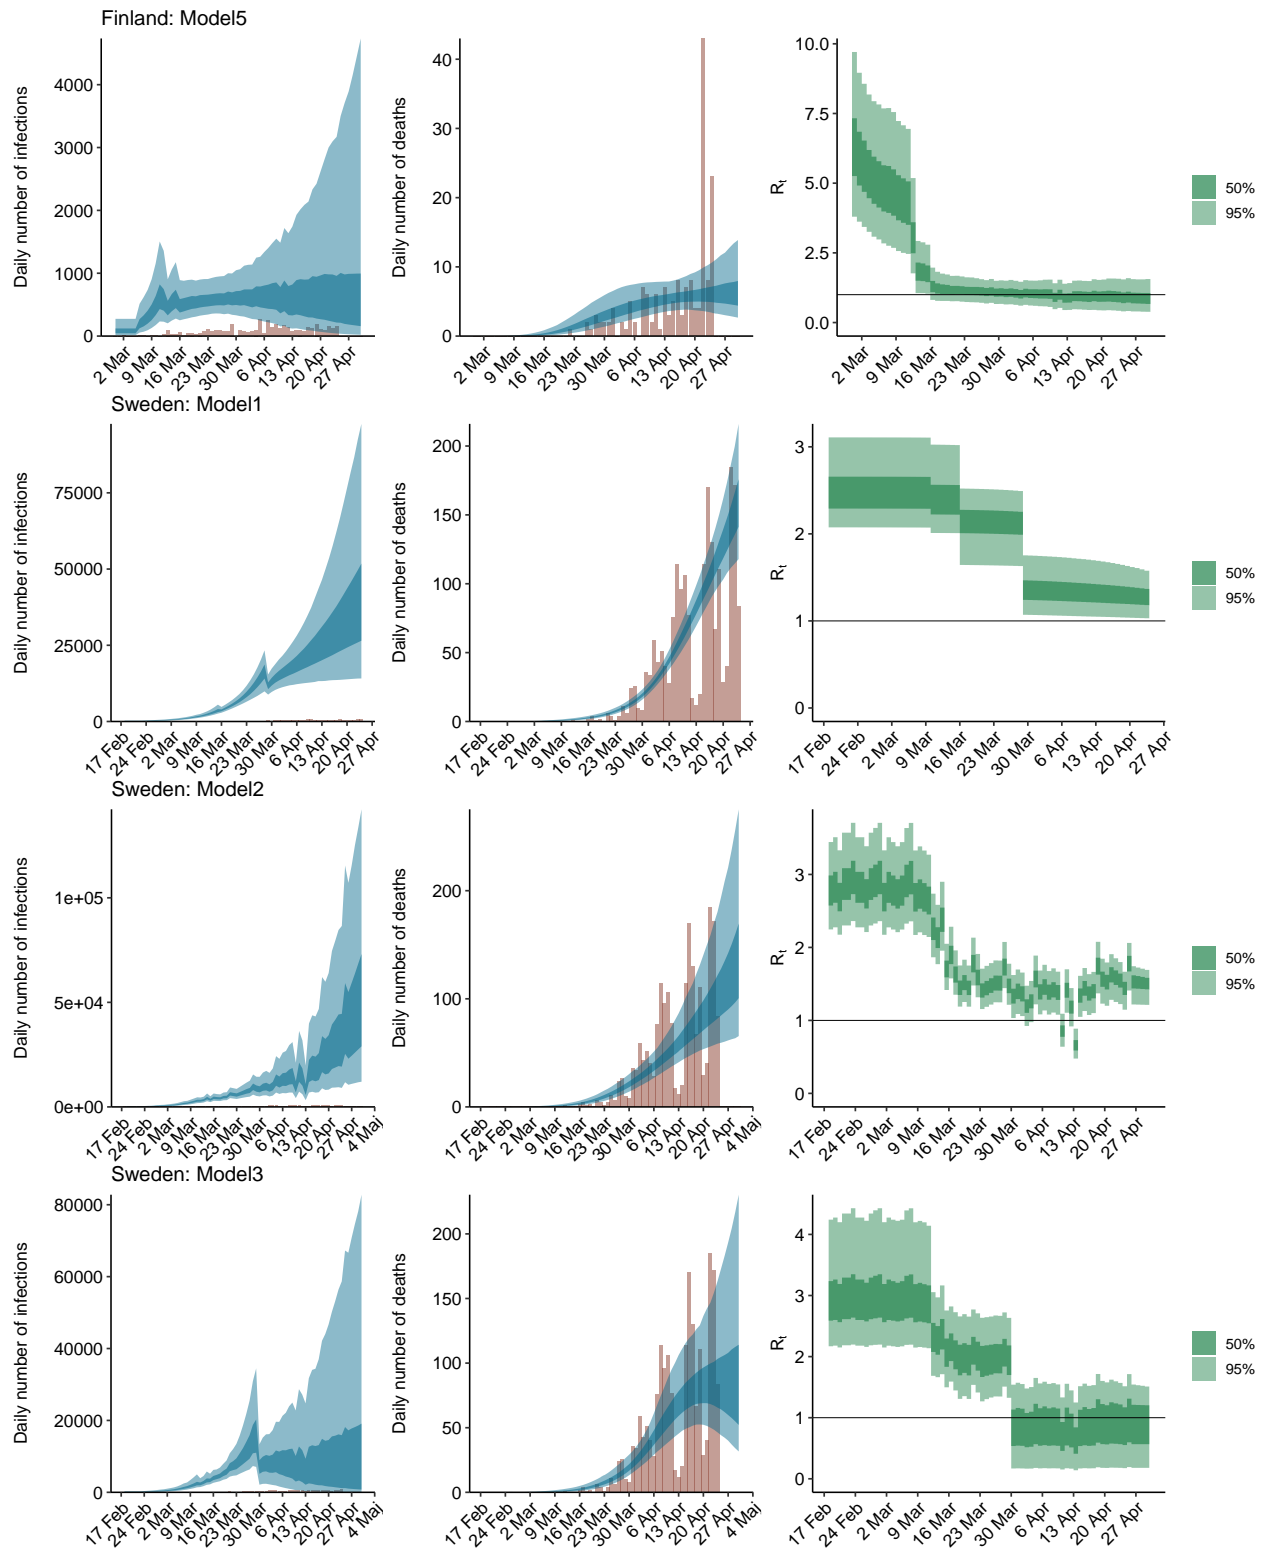 Finland: Model5
Daily number of infections
4000
3000
2000
1000
0
2 Mar
9 Mar
16 Mar
23 Mar
30 Mar
6 Apr
13 Apr
20 Apr
27 Apr
Daily number of deaths
40
30
20
10
0
2 Mar
9 Mar
16 Mar
23 Mar
30 Mar
6 Apr
13 Apr
20 Apr
27 Apr
Rt
10.0
7.5
5.0
2.5
0.0
2 Mar
9 Mar
16 Mar
23 Mar
30 Mar
6 Apr
13 Apr
20 Apr
27 Apr
50%
95%
Sweden: Model1
Daily number of infections
75000
50000
25000
0
17 Feb
24 Feb
2 Mar
9 Mar
16 Mar
23 Mar
30 Mar
6 Apr
13 Apr
20 Apr
27 Apr
Daily number of deaths
200
150
100
50
0
17 Feb
24 Feb
2 Mar
9 Mar
16 Mar
23 Mar
30 Mar
6 Apr
13 Apr
20 Apr
27 Apr
Rt
3
2
1
0
17 Feb
24 Feb
2 Mar
9 Mar
16 Mar
23 Mar
30 Mar
6 Apr
13 Apr
20 Apr
27 Apr
50%
95%
Sweden: Model2
Daily number of infections
1e+05
5e+04
0e+00
17 Feb
24 Feb
2 Mar
9 Mar
16 Mar
23 Mar
30 Mar
6 Apr
13 Apr
20 Apr
27 Apr
4 Maj
Daily number of deaths
200
100
0
17 Feb
24 Feb
2 Mar
9 Mar
16 Mar
23 Mar
30 Mar
6 Apr
13 Apr
20 Apr
27 Apr
4 Maj
Rt
3
2
1
0
17 Feb
24 Feb
2 Mar
9 Mar
16 Mar
23 Mar
30 Mar
6 Apr
13 Apr
20 Apr
27 Apr
50%
95%
Sweden: Model3
Daily number of infections
80000
60000
40000
20000
0
17 Feb
24 Feb
2 Mar
9 Mar
16 Mar
23 Mar
30 Mar
6 Apr
13 Apr
20 Apr
27 Apr
4 Maj
Daily number of deaths
200
150
100
50
0
17 Feb
24 Feb
2 Mar
9 Mar
16 Mar
23 Mar
30 Mar
6 Apr
13 Apr
20 Apr
27 Apr
4 Maj
Rt
4
3
2
1
0
17 Feb
24 Feb
2 Mar
9 Mar
16 Mar
23 Mar
30 Mar
6 Apr
13 Apr
20 Apr
27 Apr
50%
95%